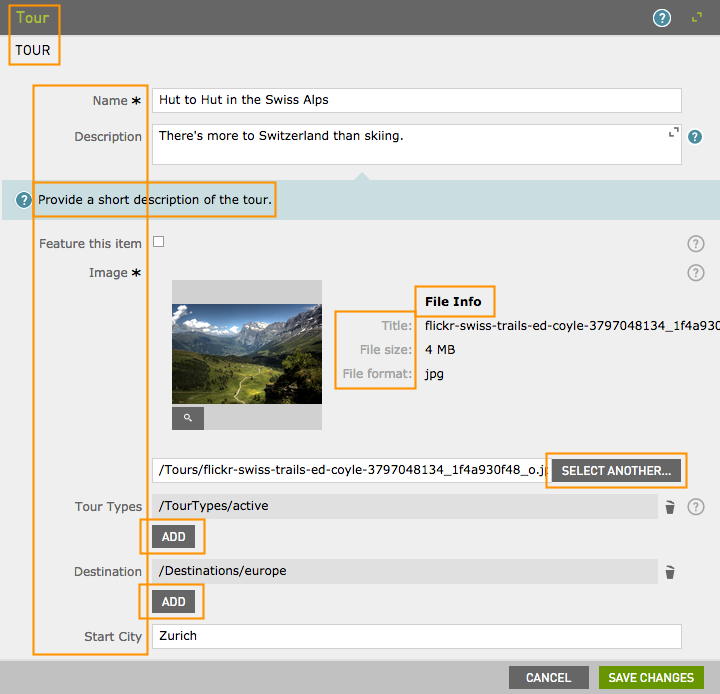 Tour
TOUR
Name *
Hut to Hut in the Swiss Alps
Description
There's more to Switzerland than skiing.
Provide a short description of the tour.
Feature this item
Image *
File Info
Title:
flickr-swiss-trails-ed-coyle-3797048134_1f4a930
File size:
4 MB
File format:
jpg
/Tours/flickr-swiss-trails-ed-coyle-3797048134_1f4a930f48_o.jp
SELECT ANOTHER...
Tour Types
/TourTypes/active
ADD
Destination
/Destinations/europe
ADD
Start City
Zurich
CANCEL
SAVE CHANGES